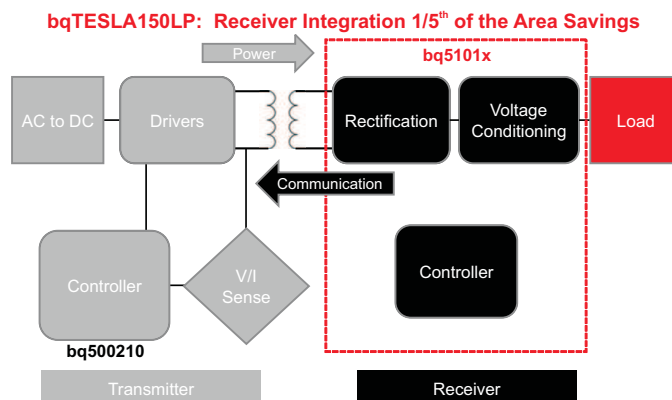 bqTESLA150LP: Receiver Integration 1/5th of the Area Savings
Power
bq5101x
AC to DC
Drivers
Rectification
Voltage
Conditioning
Load
Communication
Controller
V/I
Sense
Controller
bq500210
Transmitter
Receiver